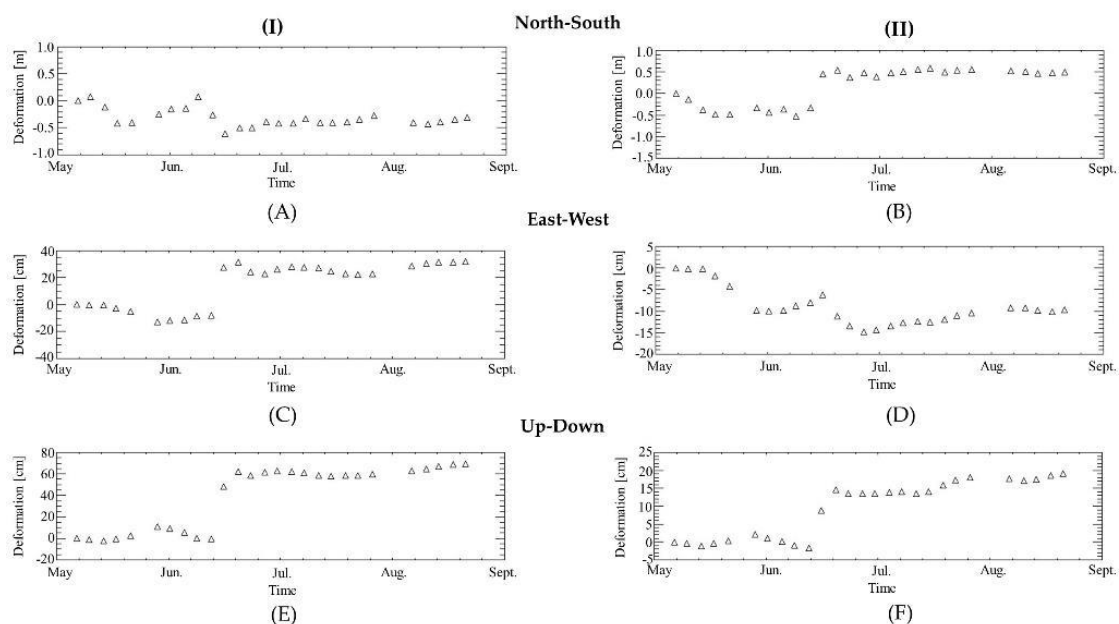 (I) North-South (II)
1.0 1.0
0.5 0.5
0.0 0.0
-0.5 -0.5
-1.0 -1.0
-1.5
Deformation [m] Deformation [m]
May Jun. Jul. Aug. Sept. May Jun. Jul. Aug. Sept.
Time Time
(A) (B)
East-West
40 5
20 0
0 -5
-20 -10
-40 -15
-20
Deformation [cm] Deformation [cm]
May Jun. Jul. Aug. Sept. May Jun. Jul. Aug. Sept.
Time Time
(C) (D)
Up-Down
80 25
60 20
40 15
20 10
0 5
-20 0
-5
Deformation [cm] Deformation [cm]
May Jun. Jul. Aug. Sept. May Jun. Jul. Aug. Sept.
Time Time
(E) (F)